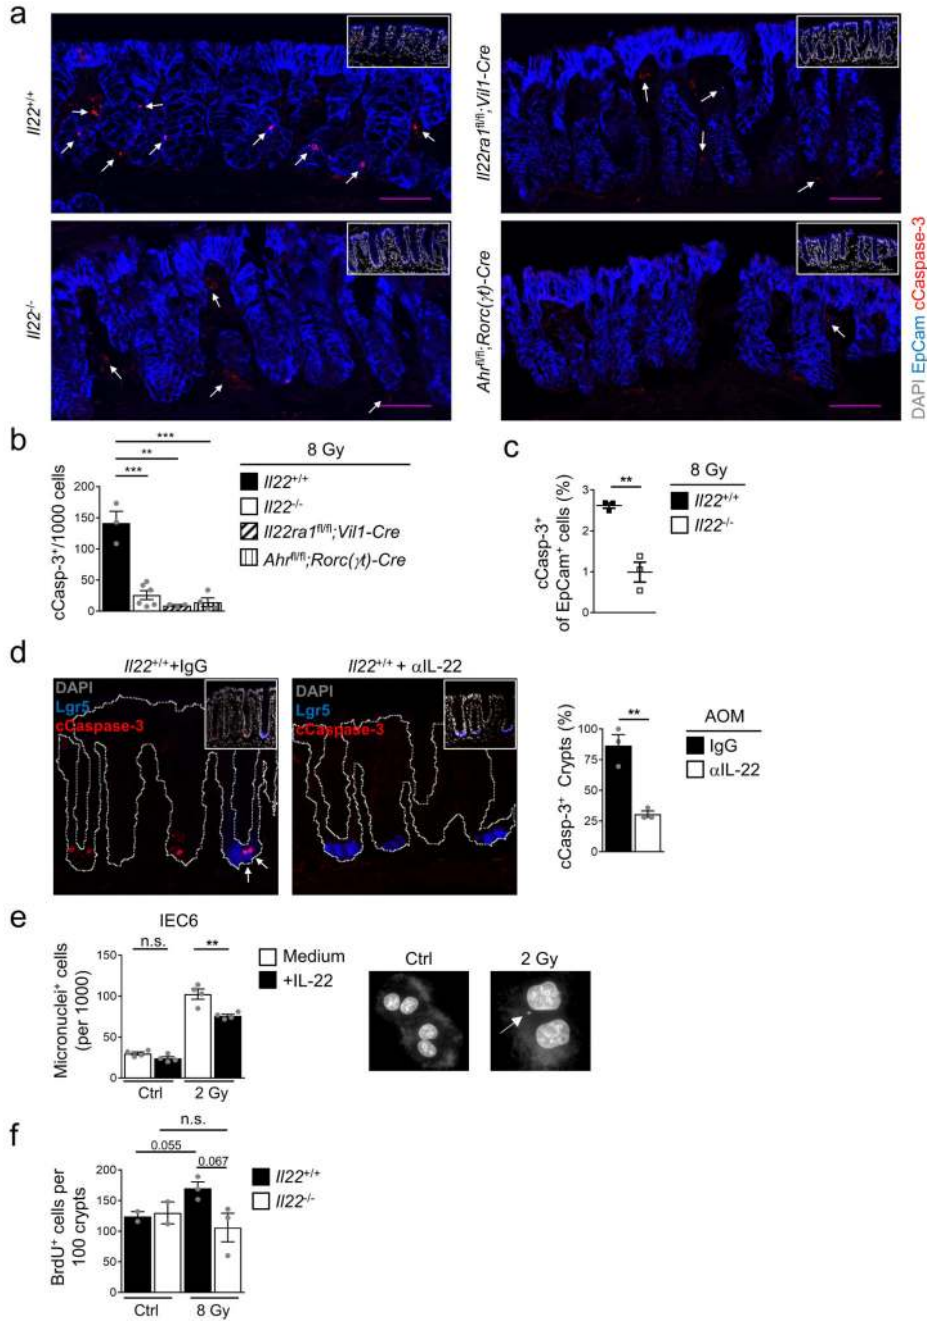 a
Il22+/+
Il22ra1fl/fl;Vil1-Cre
Il22-/-
Ahrfl/fl;Rorc(γt)-Cre
DAPI EpCam cCaspase-3
b
cCasp-3+/1000 cells
200
150
100
50
0
***
**
***
8 Gy
Il22+/+
Il22-/-
Il22ra1fl/fl;Vil1-Cre
Ahrfl/fl;Rorc(γt)-Cre
c
cCasp-3+
of EpCam+ cells (%)
3
2
1
0
**
8 Gy
Il22+/+
Il22-/-
d
Il22+/++IgG
DAPI
Lgr5
cCaspase-3
Il22+/+ + αIL-22
DAPI
Lgr5
cCaspase-3
cCasp-3+ Crypts (%)
100
75
50
25
0
**
AOM
IgG
αIL-22
e
IEC6
Micronuclei+ cells
(per 1000)
150
100
50
0
n.s.
**
Ctrl
2 Gy
Medium
+IL-22
Ctrl
2 Gy
f
BrdU+ cells per
100 crypts
200
150
100
50
0
n.s.
0.055
0.067
Ctrl
8 Gy
Il22+/+
Il22-/-